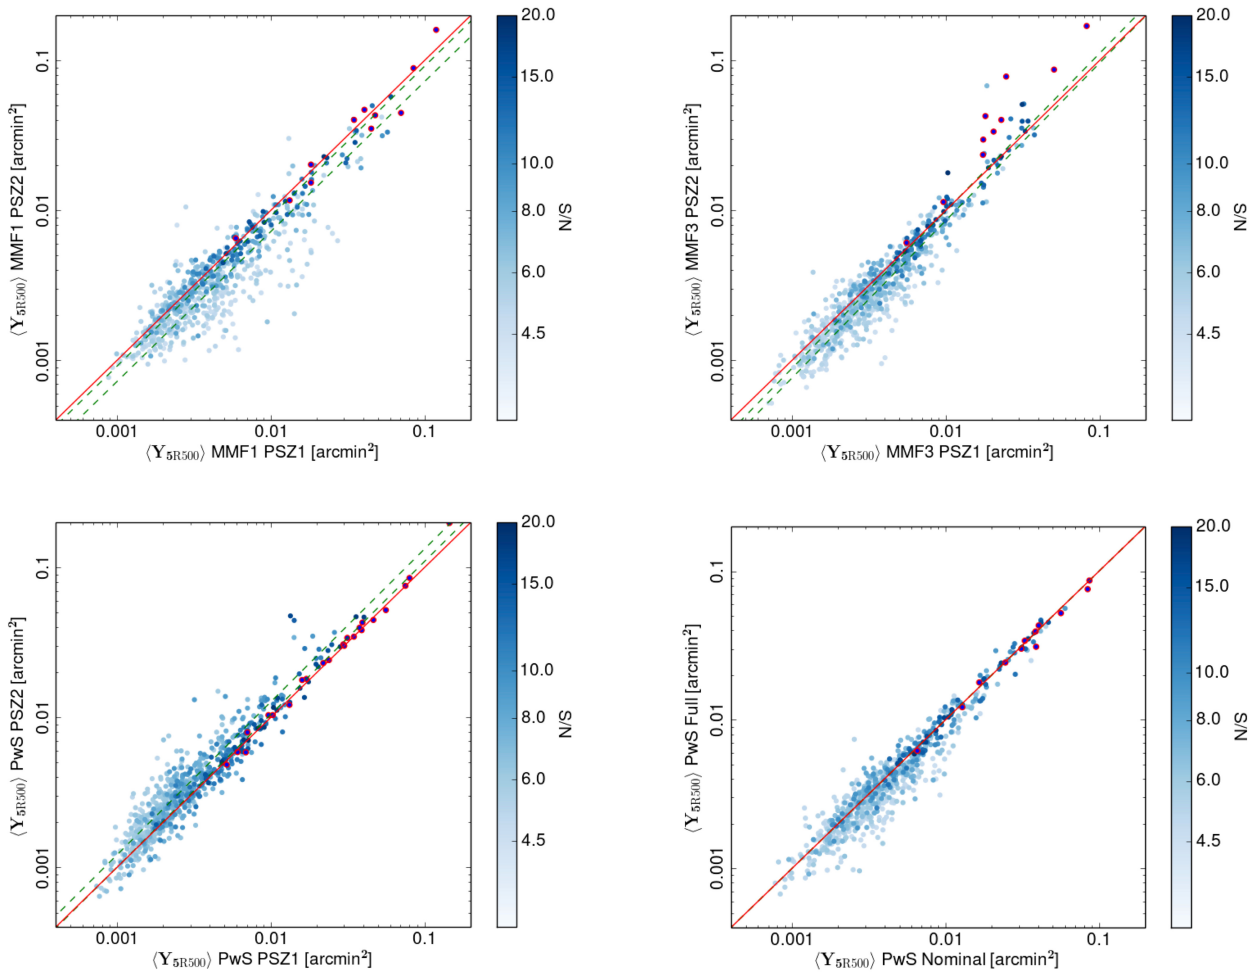 20.0
15.0
10.0
8.0
6.0
4.5
S/N
0.1
0.01
0.001
⟨Y5R500⟩ MMF1 PSZ2 [arcmin²]
0.001 0.01 0.1
⟨Y5R500⟩ MMF1 PSZ1 [arcmin²]
20.0
15.0
10.0
8.0
6.0
4.5
S/N
0.1
0.01
0.001
⟨Y5R500⟩ MMF3 PSZ2 [arcmin²]
0.001 0.01 0.1
⟨Y5R500⟩ MMF3 PSZ1 [arcmin²]
20.0
15.0
10.0
8.0
6.0
4.5
S/N
0.1
0.01
0.001
⟨Y5R500⟩ PwS PSZ2 [arcmin²]
0.001 0.01 0.1
⟨Y5R500⟩ PwS PSZ1 [arcmin²]
20.0
15.0
10.0
8.0
6.0
4.5
S/N
0.1
0.01
0.001
⟨Y5R500⟩ PwS Full [arcmin²]
0.001 0.01 0.1
⟨Y5R500⟩ PwS Nominal [arcmin²]